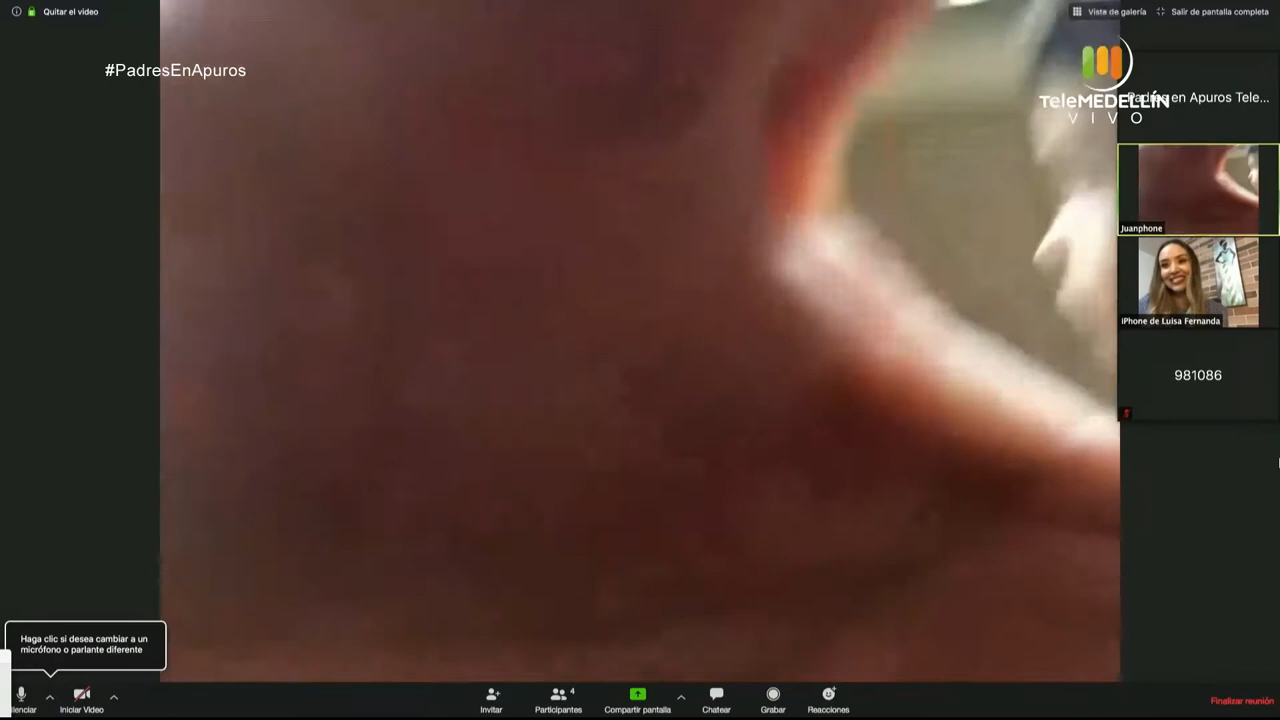 Quitar el video
Vista de galería
Salir de pantalla completa
#PadresEnApuros
TeleMEDELLÍN
VIVO
Padres en Apuros Tele...
Juanphone
iPhone de Luisa Fernanda
981086
Haga clic si desea cambiar a un
micrófono o parlante diferente
Iniciar Video
Invitar
4
Participantes
Compartir pantalla
Chatear
Grabar
Reacciones
Finalizar reunión